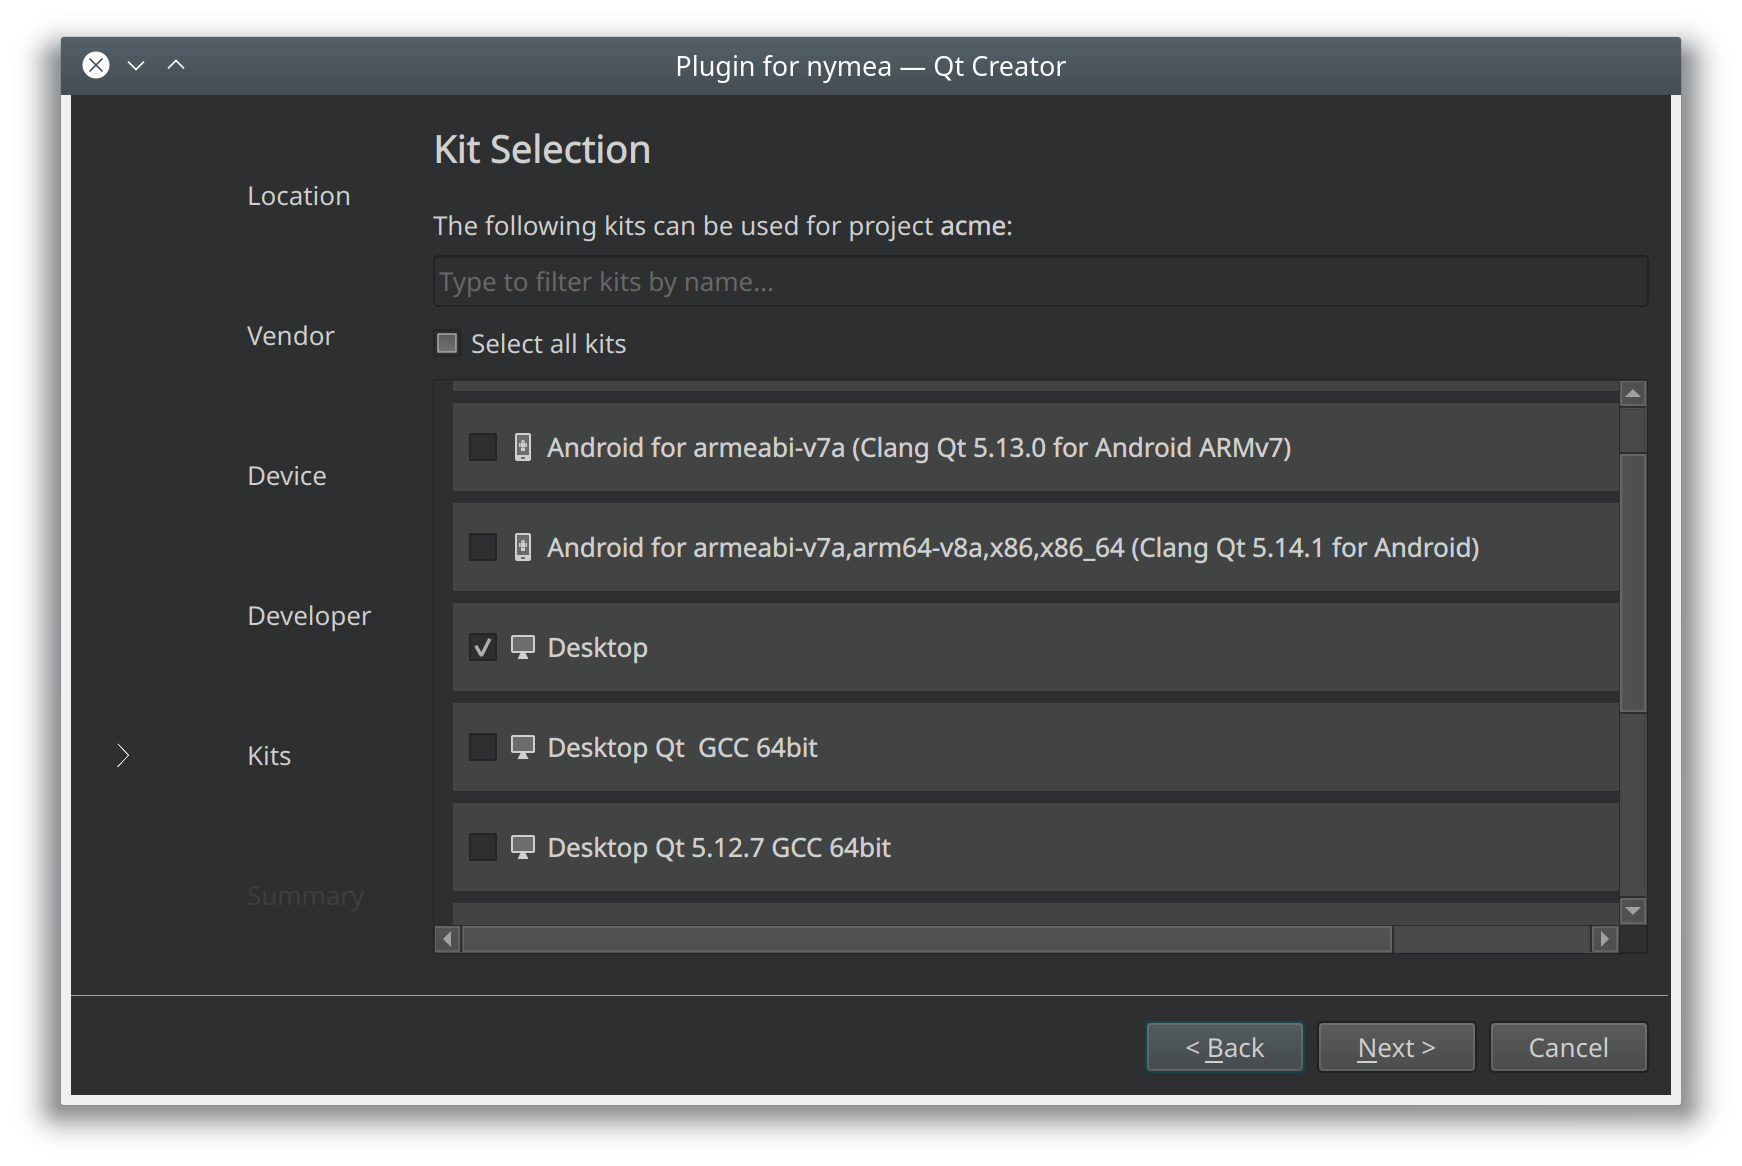 Plugin for nymea — Qt Creator
Kit Selection
Location
The following kits can be used for project acme:
Type to filter kits by name...
Vendor
Select all kits
Android for armeabi-v7a (Clang Qt 5.13.0 for Android ARMv7)
Device
Android for armeabi-v7a,arm64-v8a,x86,x86_64 (Clang Qt 5.14.1 for Android)
Developer
Desktop
Kits
Desktop Qt  GCC 64bit
Desktop Qt 5.12.7 GCC 64bit
Summary
< Back
Next >
Cancel